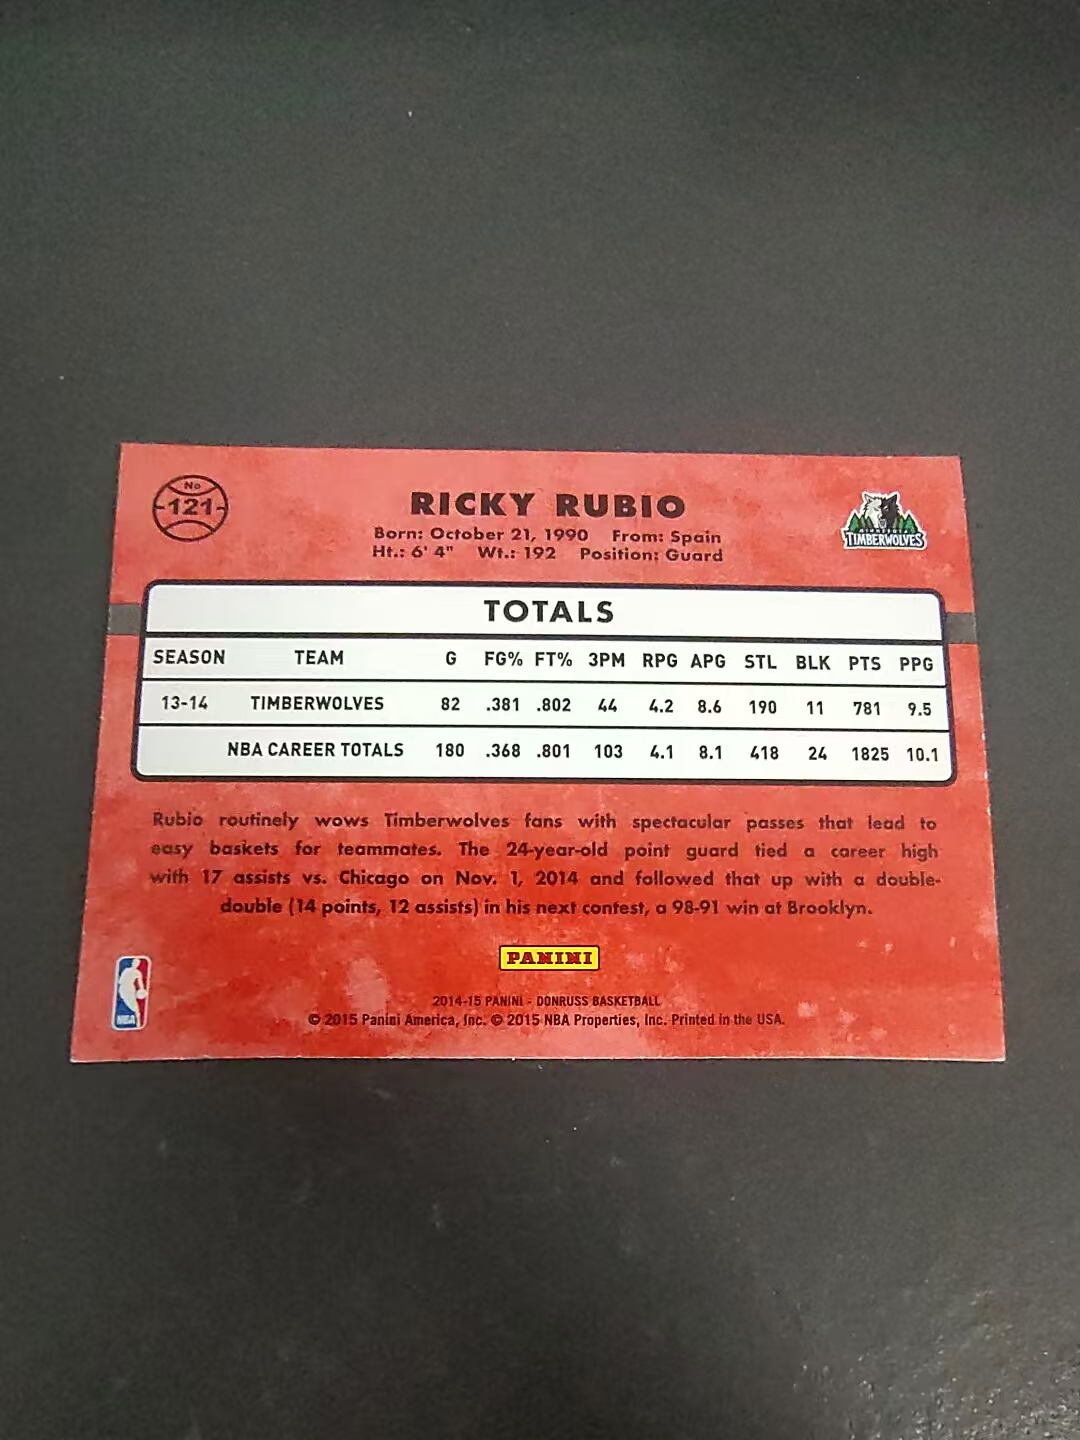 No
121
RICKY RUBIO
Born: October 21, 1990 From: Spain
Ht.: 6' 4" Wt.: 192 Position: Guard
MINNESOTA
TIMBERWOLVES
TOTALS
SEASON TEAM G FG% FT% 3PM RPG APG STL BLK PTS PPG
13-14 TIMBERWOLVES 82 .381 .802 44 4.2 8.6 190 11 781 9.5
NBA CAREER TOTALS 180 .368 .801 103 4.1 8.1 418 24 1825 10.1
Rubio routinely wows Timberwolves fans with spectacular passes that lead to
easy baskets for teammates. The 24-year-old point guard tied a career high
with 17 assists vs. Chicago on Nov. 1, 2014 and followed that up with a double-
double (14 points, 12 assists) in his next contest, a 98-91 win at Brooklyn.
PANINI
NBA
2014-15 PANINI - DONRUSS BASKETBALL
© 2015 Panini America, Inc. © 2015 NBA Properties, Inc. Printed in the USA.